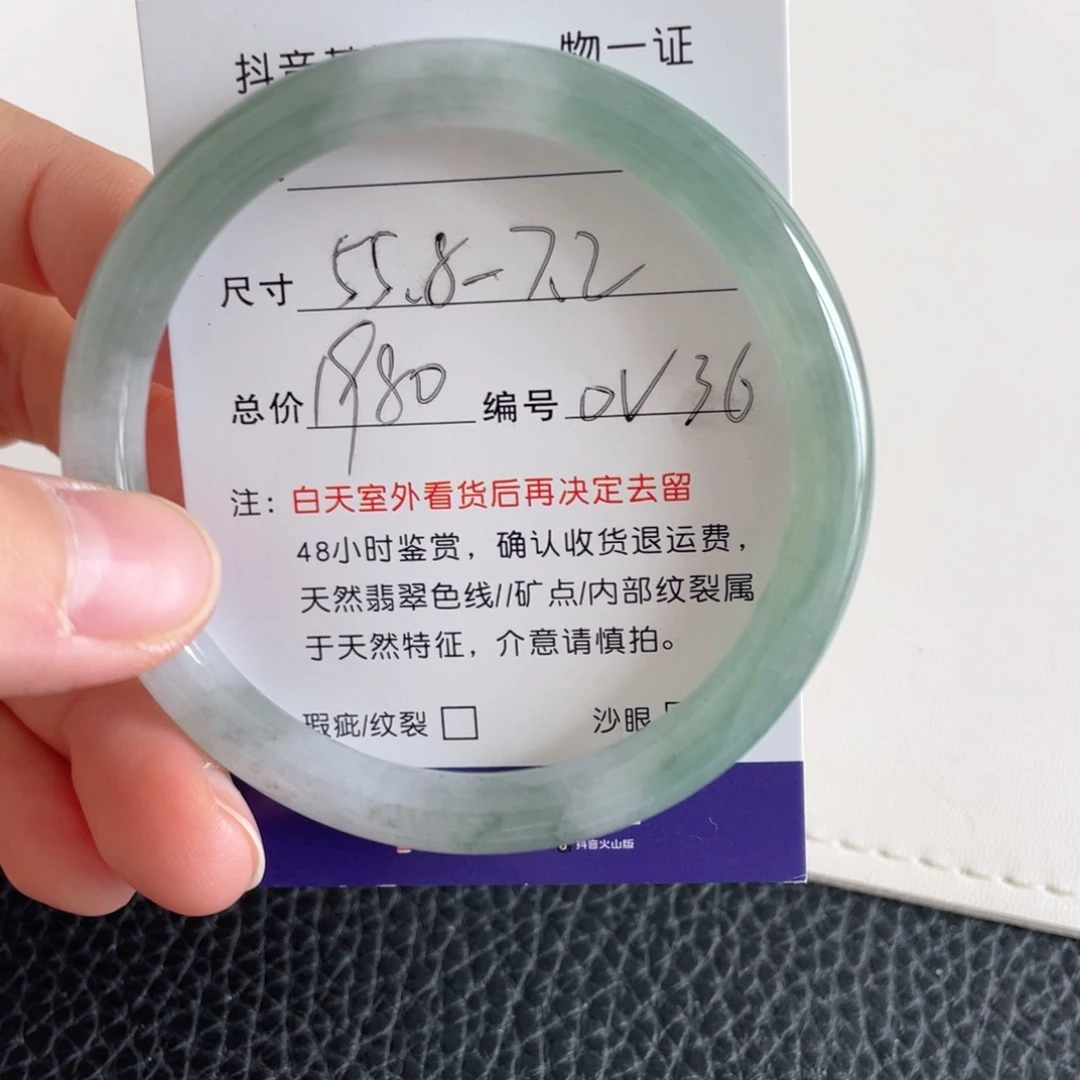 抖音 物一证
尺寸 55.8-7.2
总价 1980 编号 0V36
注：白天室外看货后再决定去留
48小时鉴赏，确认收货退运费，
天然翡翠色线//矿点/内部纹裂属
于天然特征，介意请慎拍。
瑕疵/纹裂 沙眼
抖音火山版